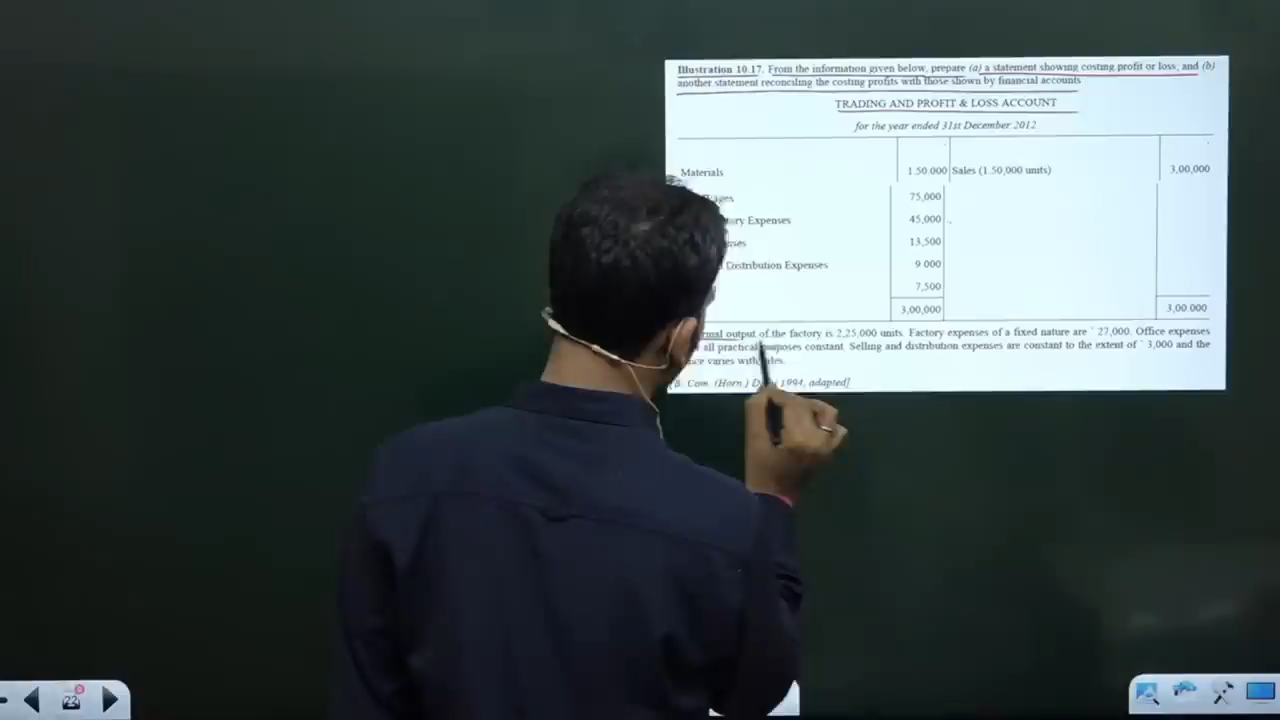 Illustration 10.17. From the information given below, prepare (a) a statement showing costing profit or loss; and (b)
another statement reconciling the costing profits with those shown by financial accounts
TRADING AND PROFIT & LOSS ACCOUNT
for the year ended 31st December 2012
Materials 1.50.000 Sales (1.50,000 units) 3,00,000
75,000
Expenses 45,000
13,500
Distribution Expenses 9 000
7,500
3,00,000 3,00 000
output of the factory is 2,25,000 units. Factory expenses of a fixed nature are ` 27,000. Office expenses
all practical purposes constant. Selling and distribution expenses are constant to the extent of ` 3,000 and the
varies with sales.
B. Com. (Horn.) 1994, adapted]
22